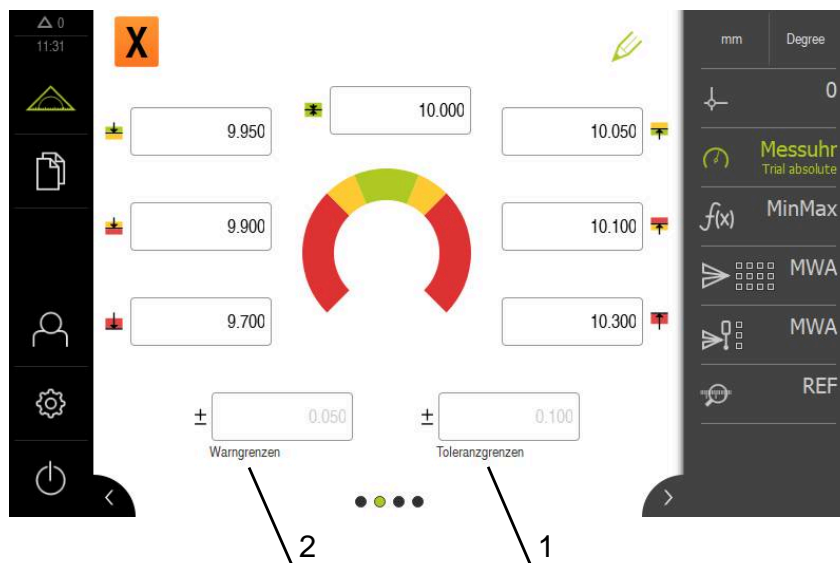 0
11:31
X
9.950
10.000
10.050
9.900
10.100
9.700
10.300
± 0.050
Warngrenzen
± 0.100
Toleranzgrenzen
mm Degree
0
Messuhr
Trial absolute
f(x) MinMax
MWA
MWA
REF
2 1